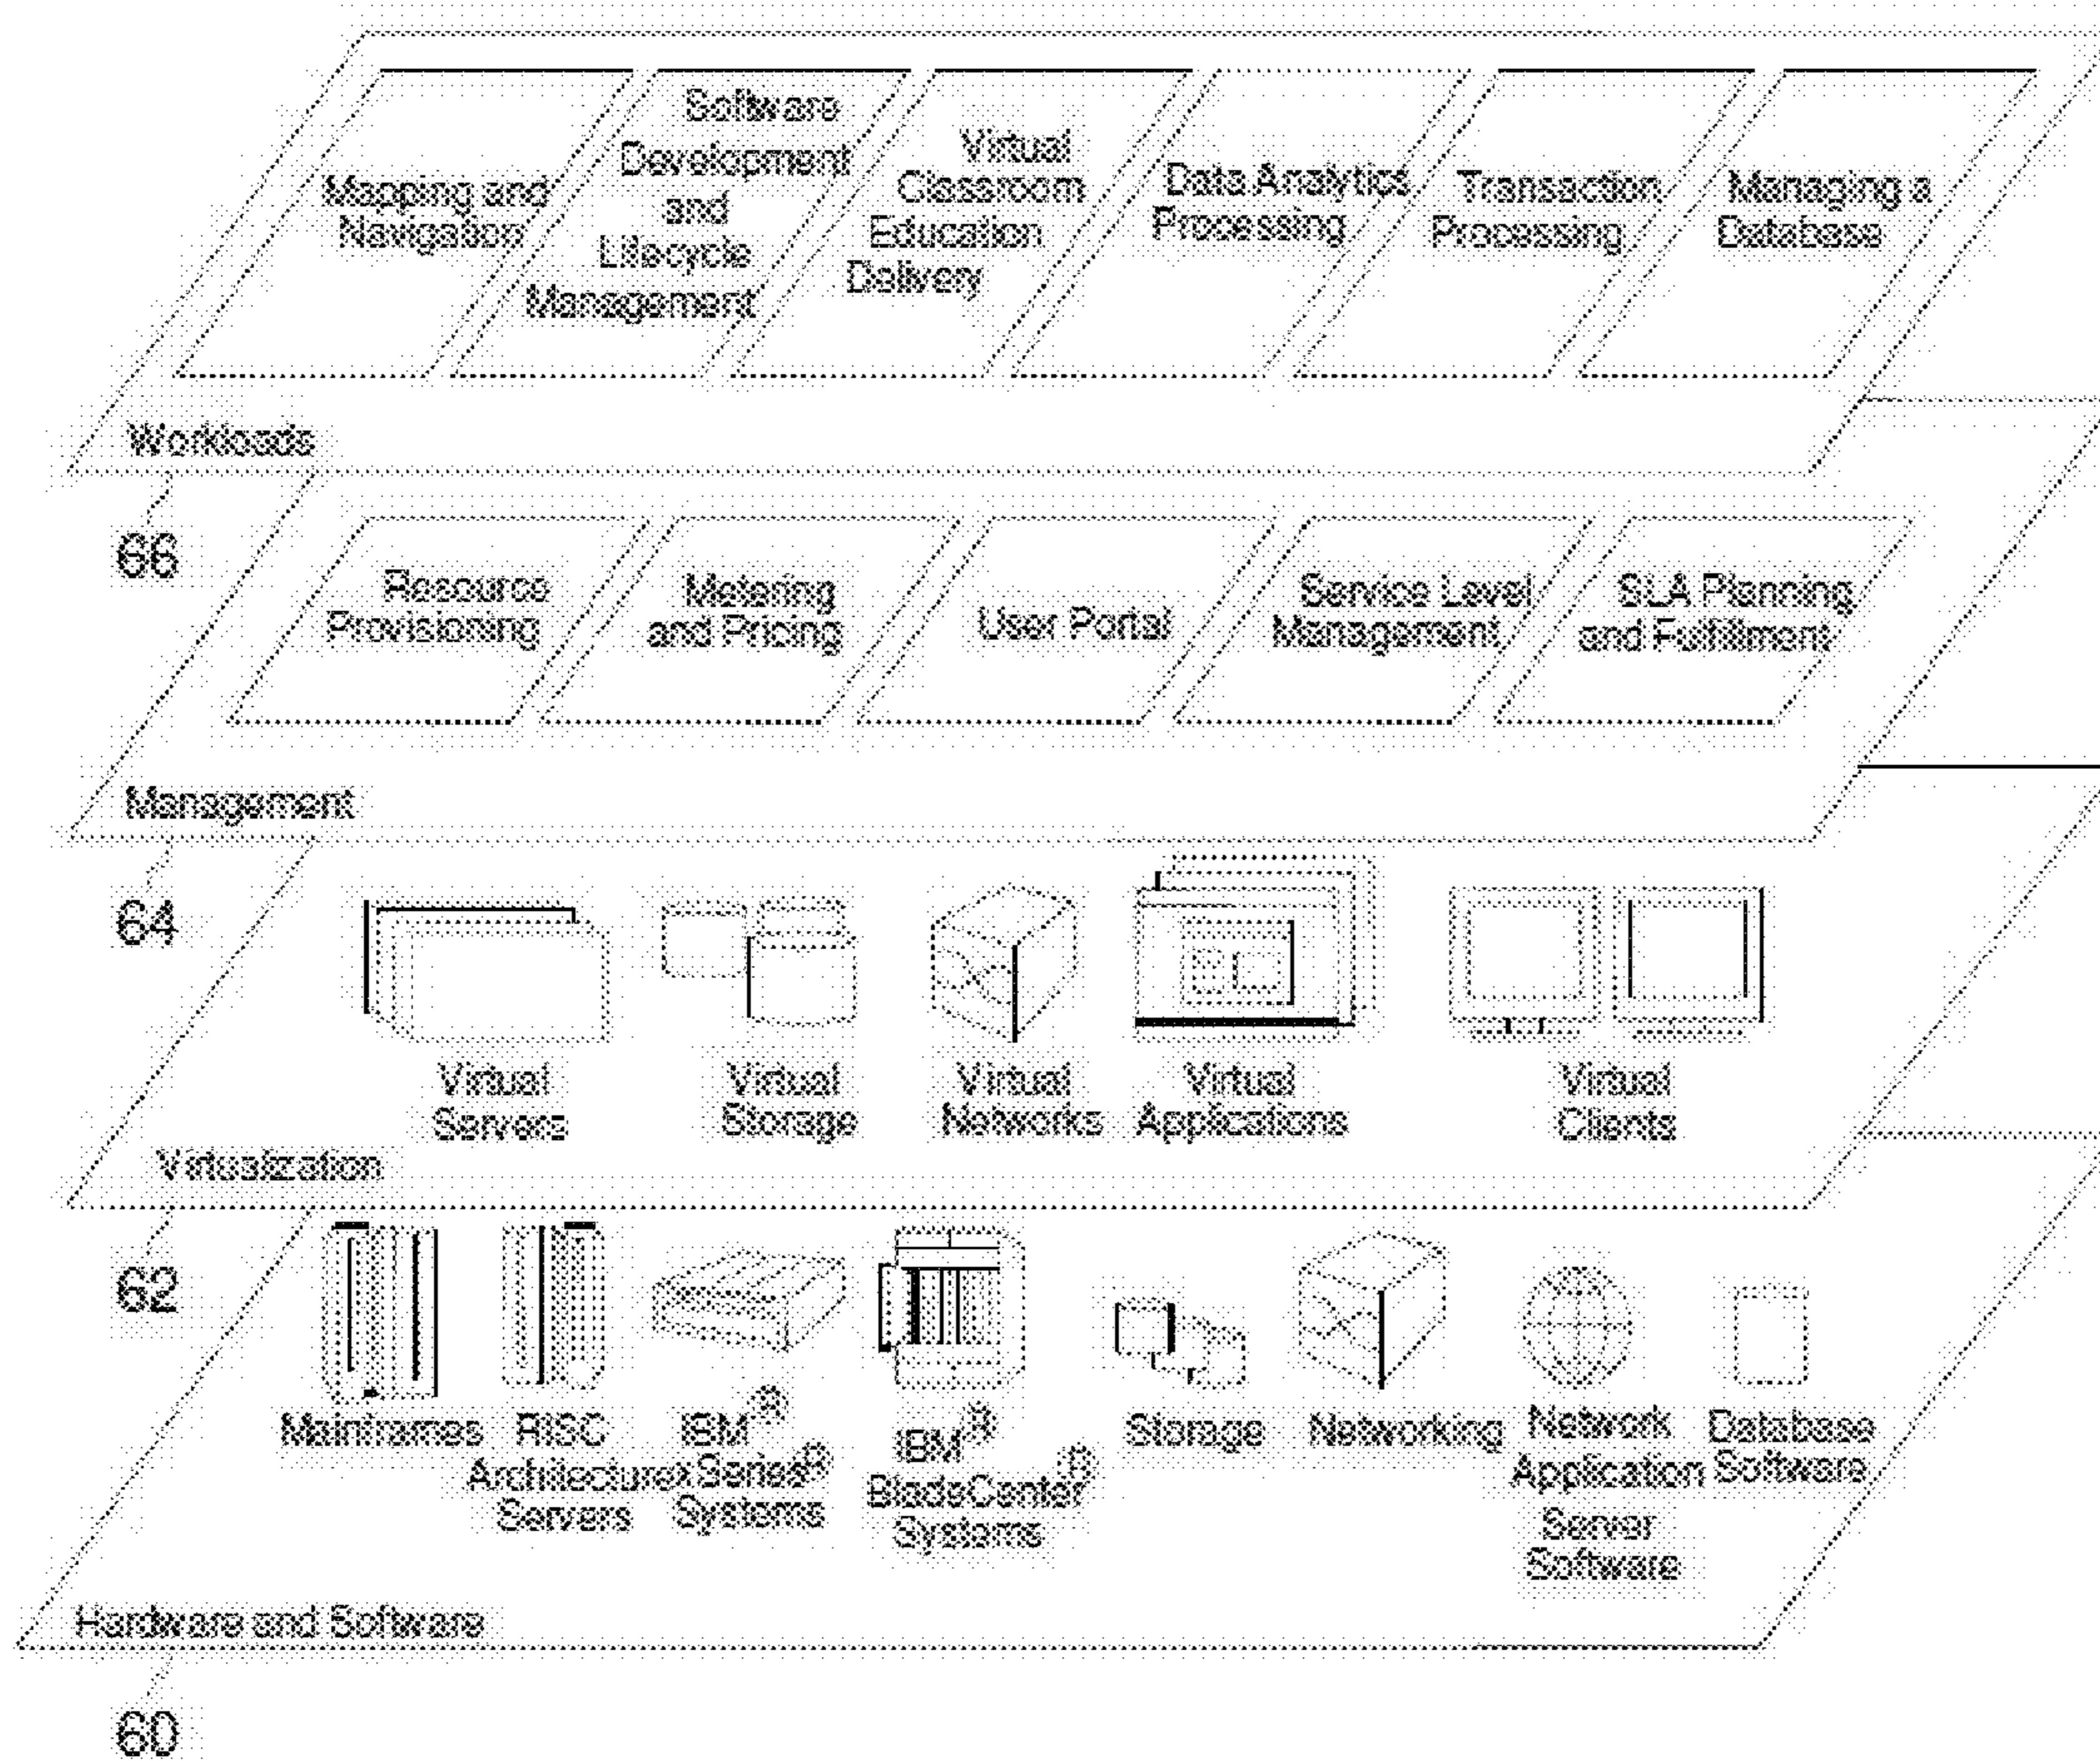 Mapping and
Navigation
Software
Development
and
Lifecycle
Management
Virtual
Classroom
Education
Delivery
Data Analytics
Processing
Transaction
Processing
Managing a
Database
Workloads
66
Resource
Provisioning
Metering
and Pricing
User Portal
Service Level
Management
SLA Planning
and Fulfillment
Management
64
Virtual
Servers
Virtual
Storage
Virtual
Networks
Virtual
Applications
Virtual
Clients
Virtualization
62
Mainframes
RISC
Architecture
Servers
IBM®
xSeries®
Systems
IBM®
BladeCenter®
Systems
Storage
Networking
Network
Application
Server
Software
Database
Software
Hardware and Software
60